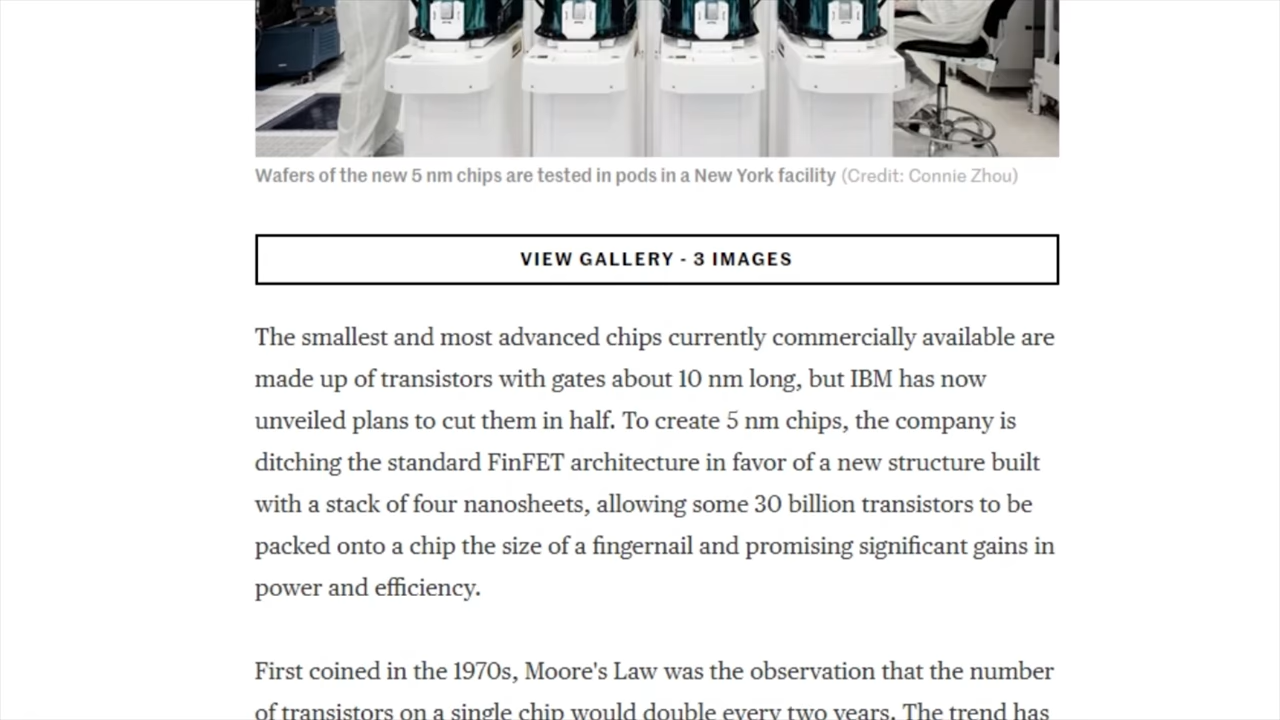 Wafers of the new 5 nm chips are tested in pods in a New York facility (Credit: Connie Zhou)
VIEW GALLERY - 3 IMAGES
The smallest and most advanced chips currently commercially available are
made up of transistors with gates about 10 nm long, but IBM has now
unveiled plans to cut them in half. To create 5 nm chips, the company is
ditching the standard FinFET architecture in favor of a new structure built
with a stack of four nanosheets, allowing some 30 billion transistors to be
packed onto a chip the size of a fingernail and promising significant gains in
power and efficiency.
First coined in the 1970s, Moore's Law was the observation that the number
of transistors on a single chip would double every two years. The trend has